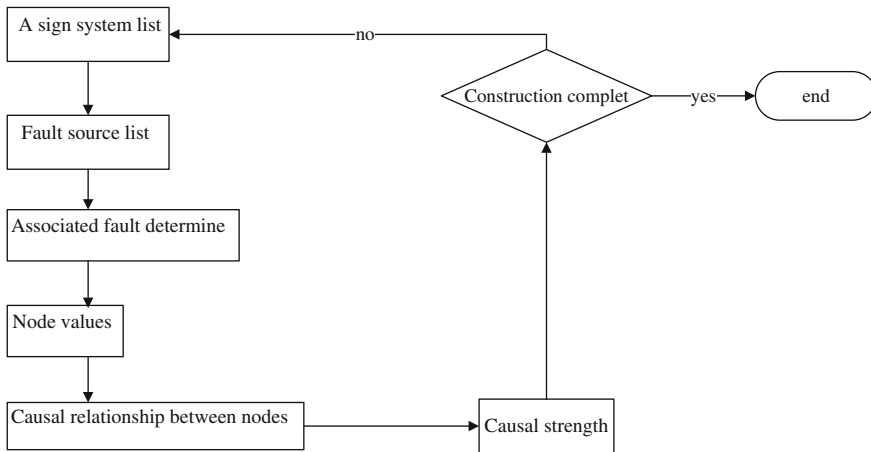 A sign system list
Fault source list
Associated fault determine
Node values
Causal relationship between nodes
Causal strength
Construction complet
no
yes
end